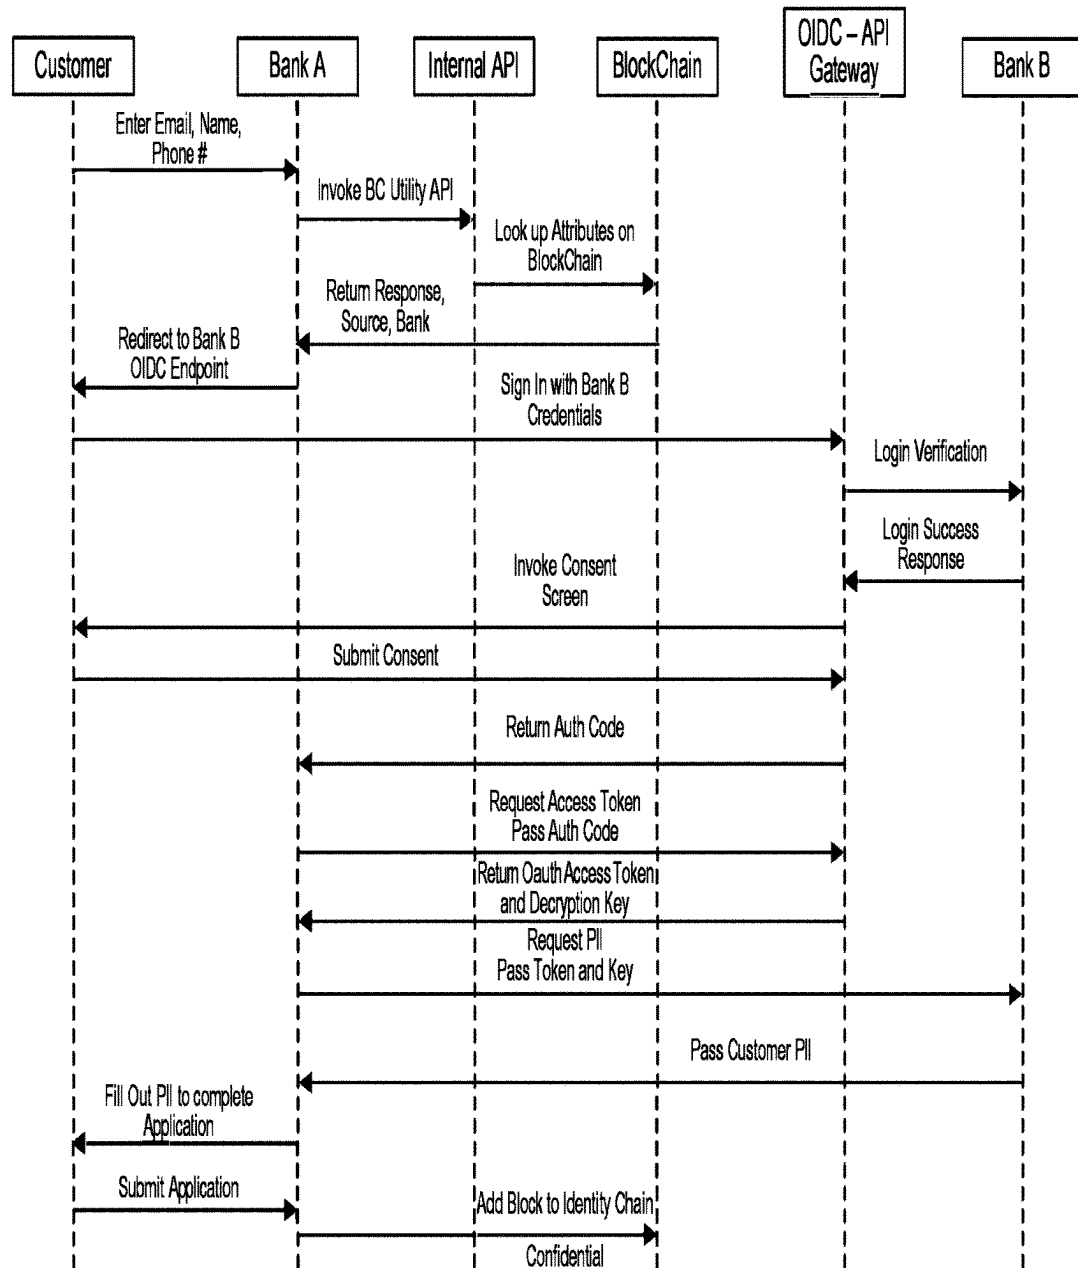 Customer
Bank A
Internal API
BlockChain
OIDC – API
Gateway
Bank B
Enter Email, Name,
Phone #
Invoke BC Utility API
Look up Attributes on
BlockChain
Return Response,
Source, Bank
Redirect to Bank B
OIDC Endpoint
Sign In with Bank B
Credentials
Login Verification
Login Success
Response
Invoke Consent
Screen
Submit Consent
Return Auth Code
Request Access Token
Pass Auth Code
Return Oauth Access Token
and Decryption Key
Request PII
Pass Token and Key
Pass Customer PII
Fill Out PII to complete
Application
Submit Application
Add Block to Identity Chain
Confidential